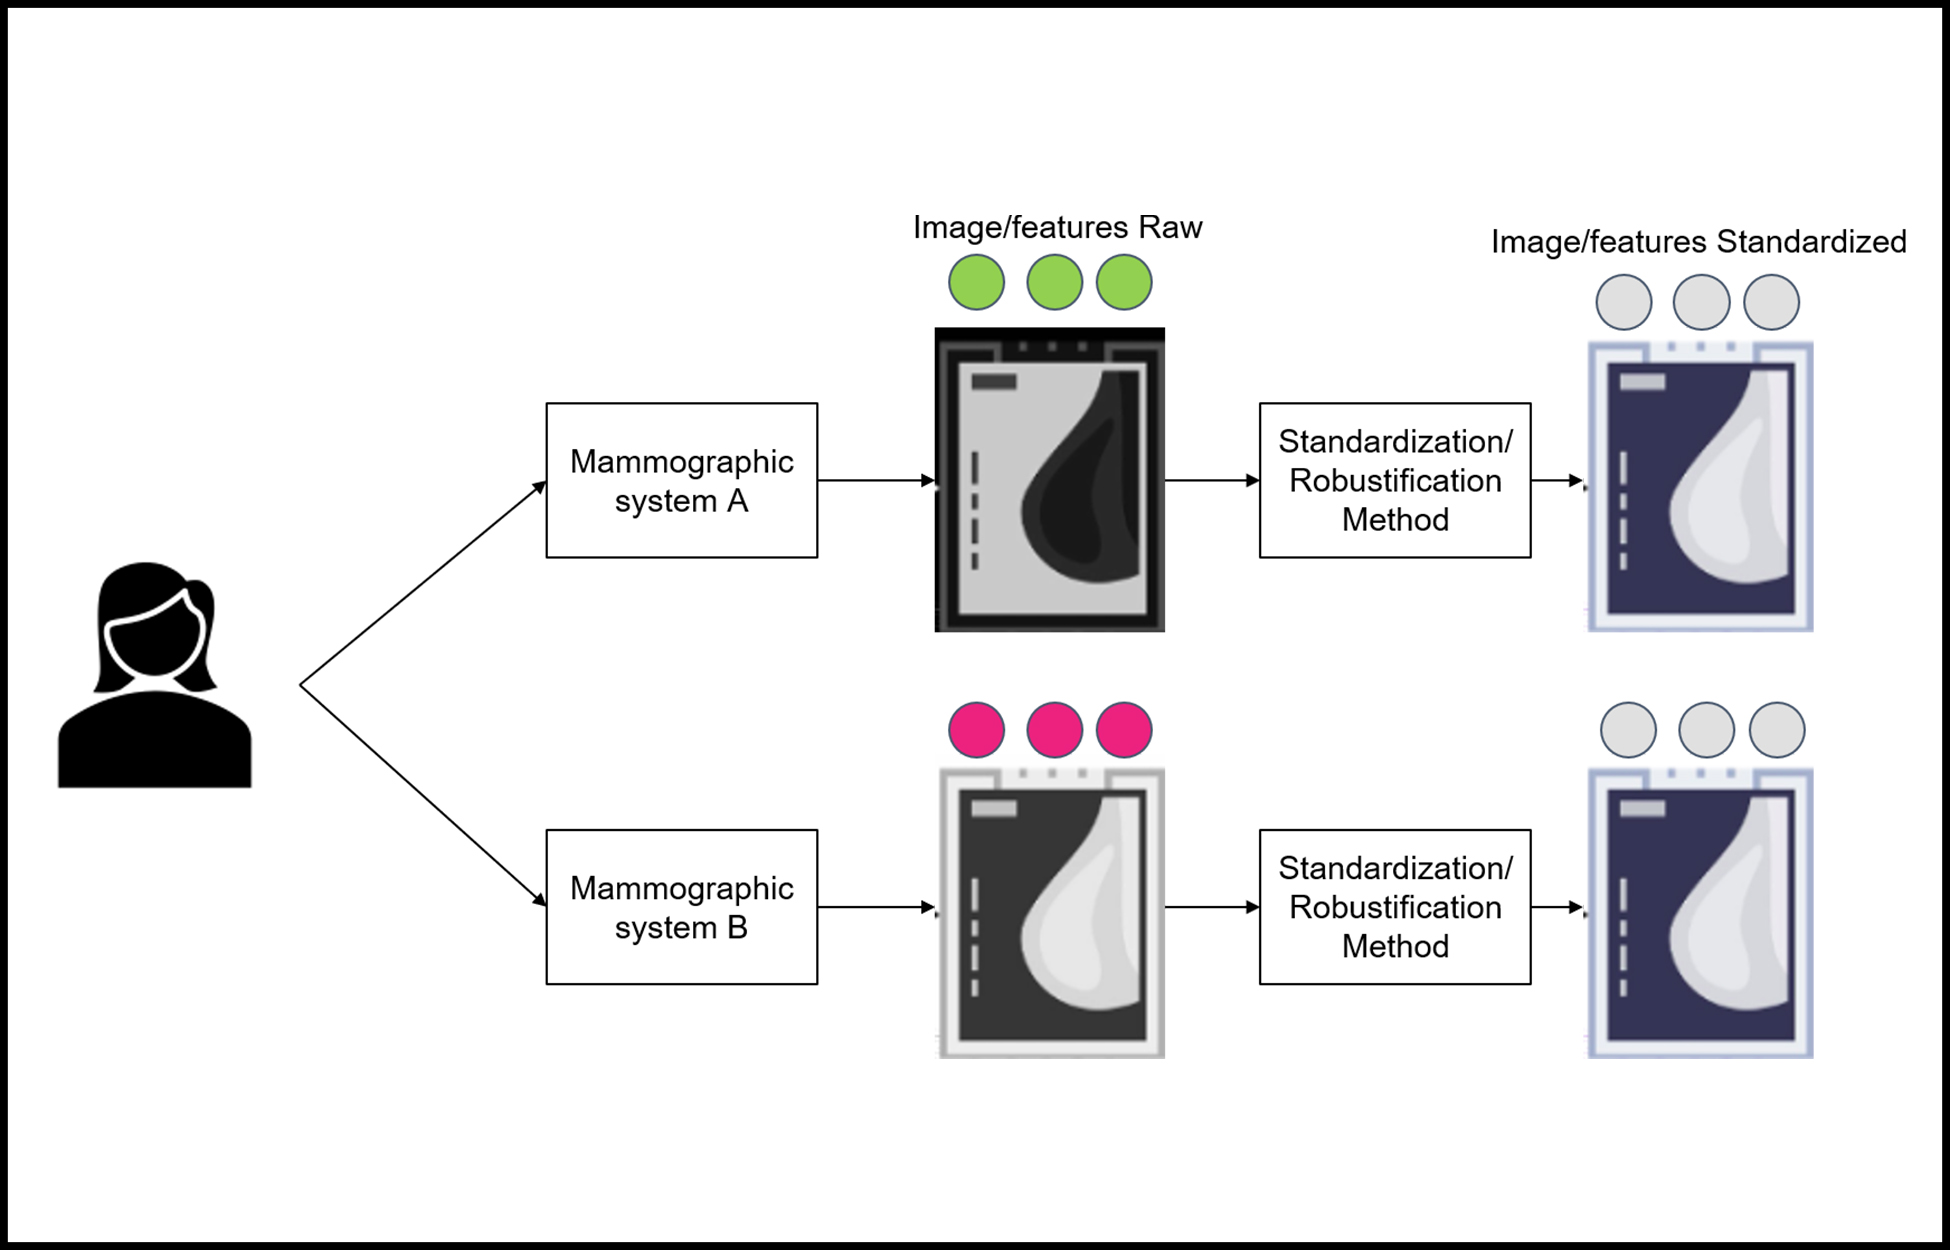 Image/features Raw
Image/features Standardized
Mammographic
system A
Standardization/
Robustification
Method
Mammographic
system B
Standardization/
Robustification
Method